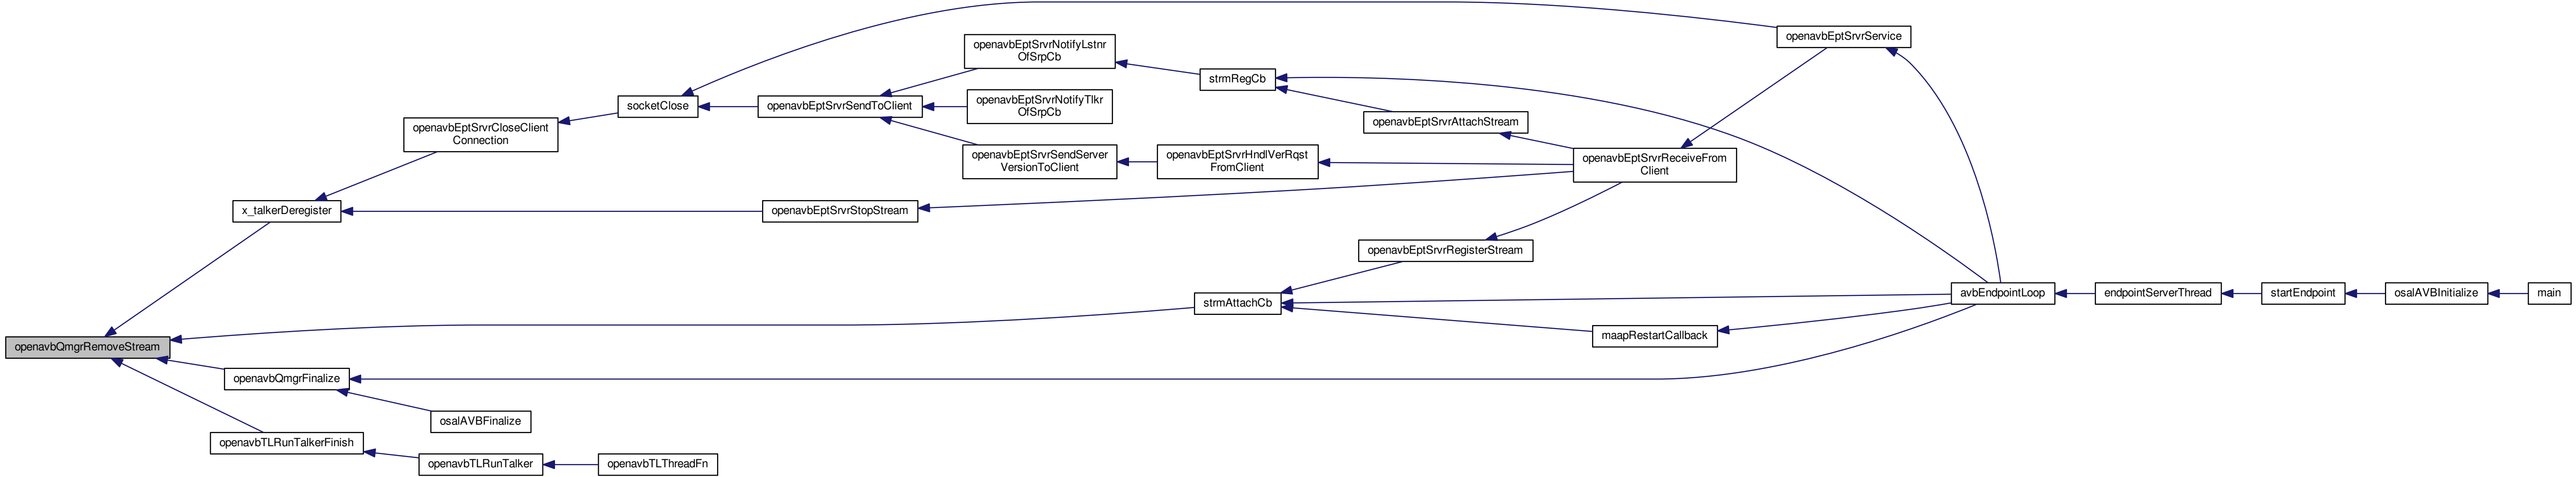 openavbEptSrvrService
openavbEptSrvrNotifyLstnr
OfSrpCb
strmRegCb
openavbEptSrvrNotifyTlkr
OfSrpCb
socketClose
openavbEptSrvrSendToClient
openavbEptSrvrAttachStream
openavbEptSrvrCloseClient
Connection
openavbEptSrvrSendServer
VersionToClient
openavbEptSrvrHndlVerRqst
FromClient
openavbEptSrvrReceiveFrom
Client
x_talkerDeregister
openavbEptSrvrStopStream
openavbEptSrvrRegisterStream
avbEndpointLoop
endpointServerThread
startEndpoint
osalAVBInitialize
main
strmAttachCb
maapRestartCallback
openavbQmgrRemoveStream
openavbQmgrFinalize
osalAVBFinalize
openavbTLRunTalkerFinish
openavbTLRunTalker
openavbTLThreadFn